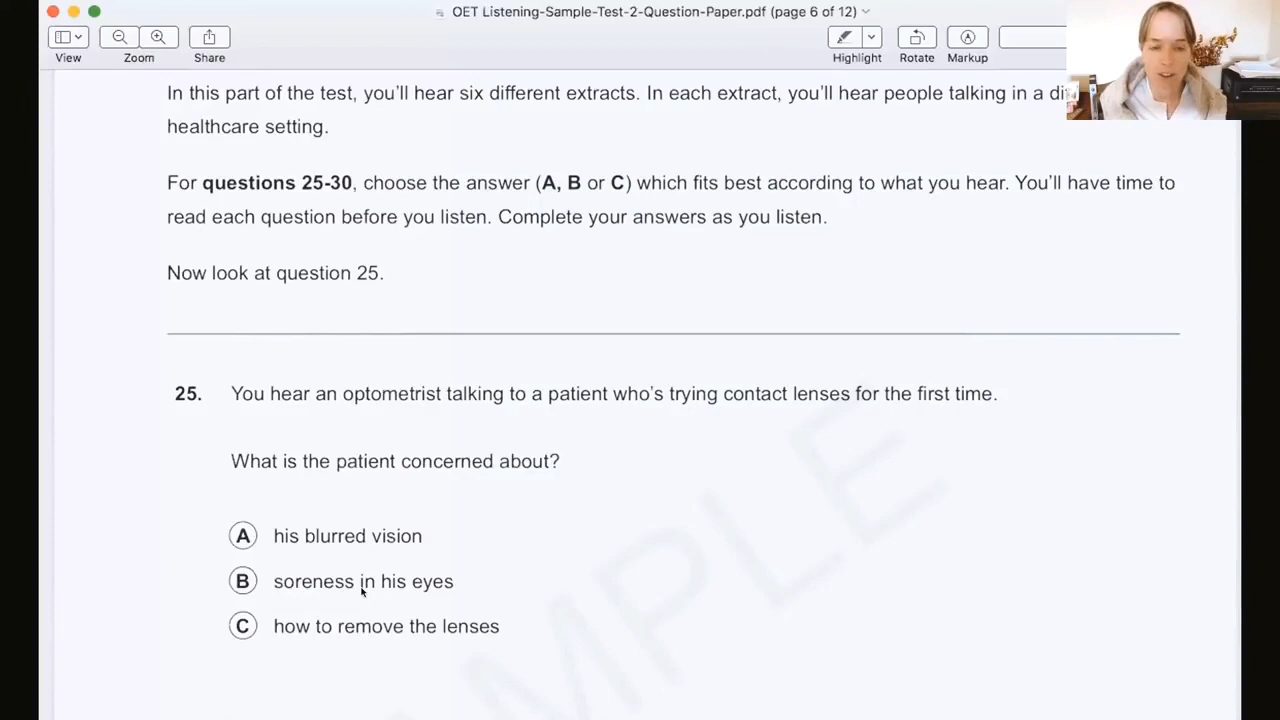 OET Listening-Sample-Test-2-Question-Paper.pdf (page 6 of 12)
View
Zoom
Share
Highlight
Rotate
Markup
In this part of the test, you'll hear six different extracts. In each extract, you'll hear people talking in a
healthcare setting.
For questions 25-30, choose the answer (A, B or C) which fits best according to what you hear. You'll have time to
read each question before you listen. Complete your answers as you listen.
Now look at question 25.
25. You hear an optometrist talking to a patient who's trying contact lenses for the first time.
What is the patient concerned about?
A his blurred vision
B soreness in his eyes
C how to remove the lenses